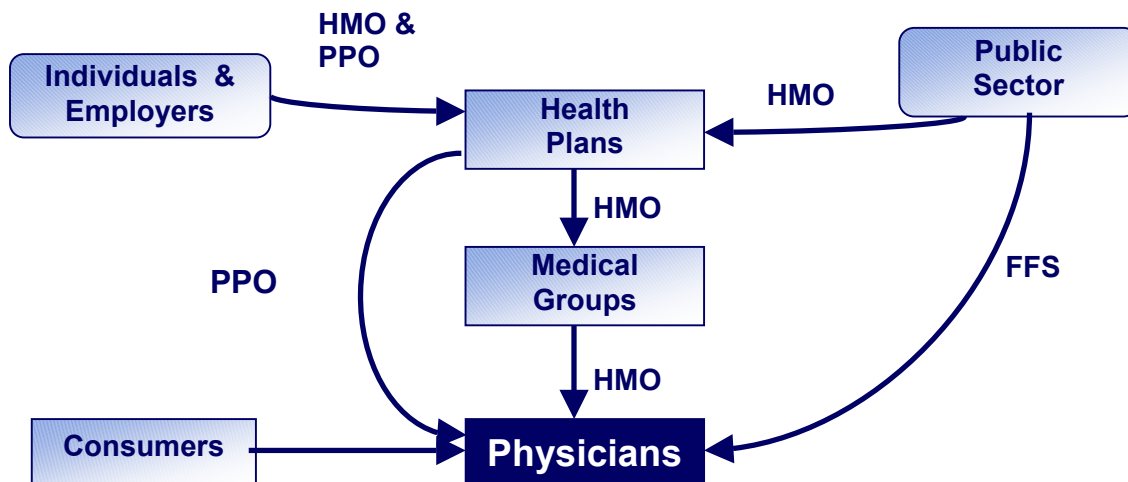 HMO &
PPO
Individuals &
Employers
Public
Sector
HMO
Health
Plans
HMO
PPO
Medical
Groups
FFS
HMO
Consumers
Physicians